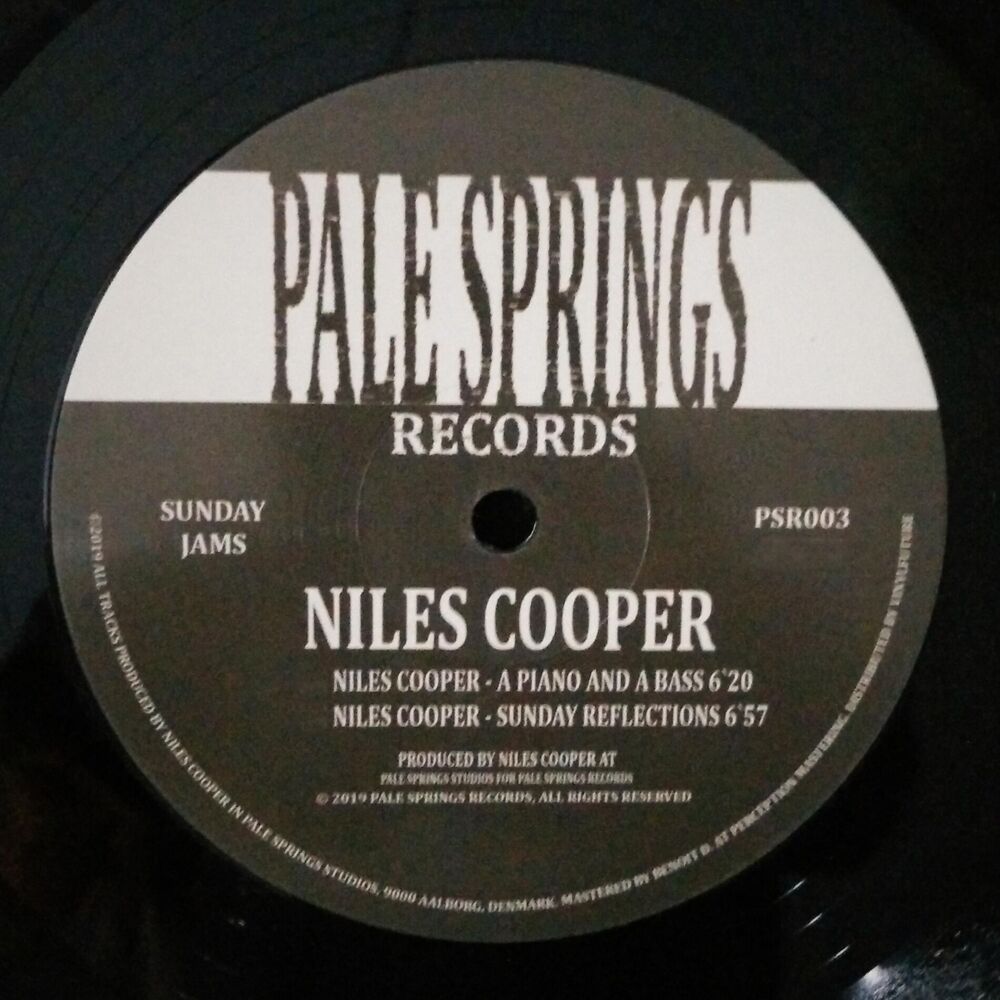 PALE SPRINGS
RECORDS
SUNDAY
JAMS
PSR003
NILES COOPER
NILES COOPER - A PIANO AND A BASS 6'20
NILES COOPER - SUNDAY REFLECTIONS 6'57
PRODUCED BY NILES COOPER AT
PALE SPRINGS STUDIOS FOR PALE SPRINGS RECORDS
© 2019 PALE SPRINGS RECORDS, ALL RIGHTS RESERVED
©2019 ALL TRACKS PRODUCED BY NILES COOPER IN PALE SPRINGS STUDIOS, 9000 AALBORG, DENMARK. MASTERED BY BENOIT B. AT PERCEPTION MASTERING. DISTRIBUTED BY VINYLFUTURE